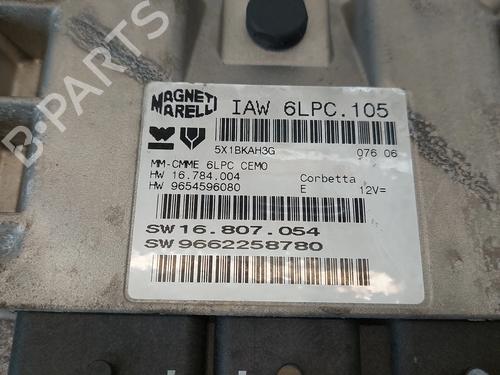 B-PARTS
MAGNETI MARELLI
IAW 6LPC.105
5X1BKAH3G 076 06
MM-CMME 6LPC CEMO
HW 16.784.004 Corbetta
HW 9654596080 E 12V=
SW 16.807.054
SW 9662258780